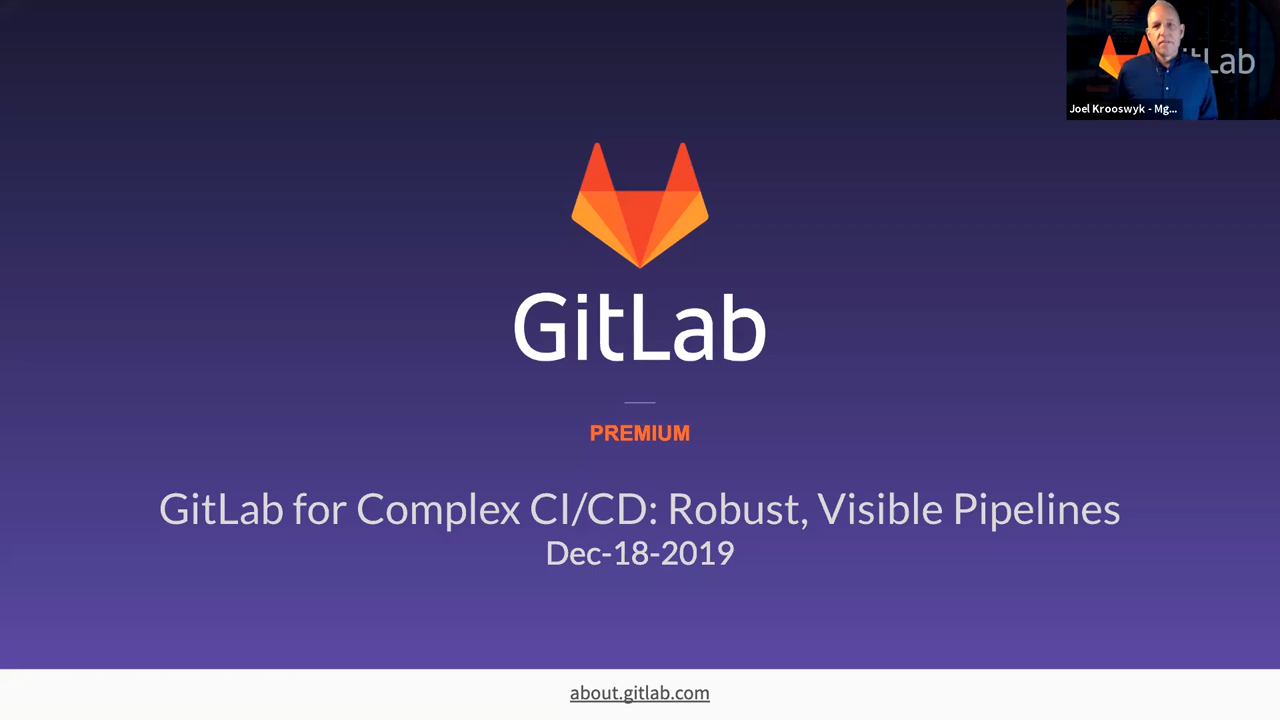 itLab
Joel Krooswyk - Mg...
GitLab
PREMIUM
GitLab for Complex CI/CD: Robust, Visible Pipelines
Dec-18-2019
about.gitlab.com